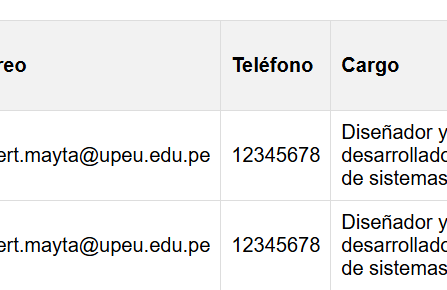 reo Teléfono Cargo
ert.mayta@upeu.edu.pe 12345678 Diseñador y
desarrollado
de sistemas
ert.mayta@upeu.edu.pe 12345678 Diseñador y
desarrollado
de sistemas